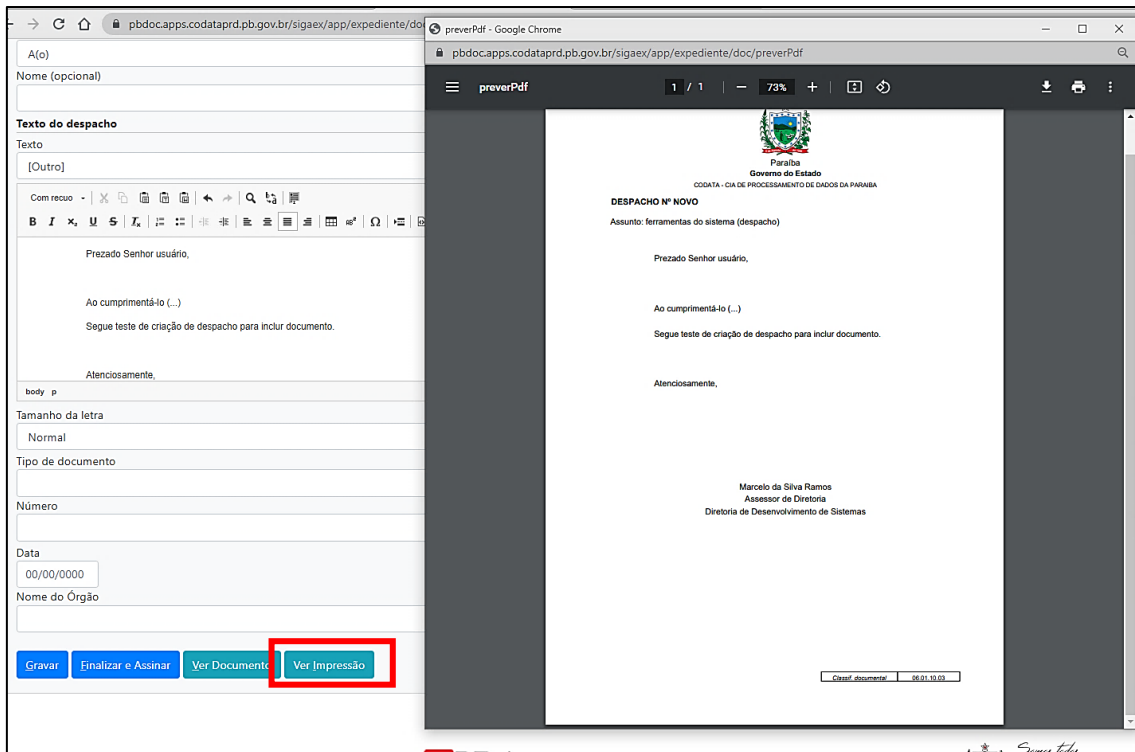 pbdoc.apps.codataprd.pb.gov.br/sigaex/app/expediente/do
A(o)
Nome (opcional)
Texto do despacho
Texto
[Outro]
Com recuo
Prezado Senhor usuário,
Ao cumprimentá-lo (...)
Segue teste de criação de despacho para inclur documento.
Atenciosamente,
body p
Tamanho da letra
Normal
Tipo de documento
Número
Data
00/00/0000
Nome do Órgão
Gravar Finalizar e Assinar Ver Documento Ver Impressão
preverPdf - Google Chrome
pbdoc.apps.codataprd.pb.gov.br/sigaex/app/expediente/doc/preverPdf
preverPdf 1 / 1 73%
Paraíba
Governo do Estado
CODATA - CIA DE PROCESSAMENTO DE DADOS DA PARAIBA
DESPACHO Nº NOVO
Assunto: ferramentas do sistema (despacho)
Prezado Senhor usuário,
Ao cumprimentá-lo (...)
Segue teste de criação de despacho para inclur documento.
Atenciosamente,
Marcelo da Silva Ramos
Assessor de Diretoria
Diretoria de Desenvolvimento de Sistemas
Classif. documental 06.01.10.03
Somos todos